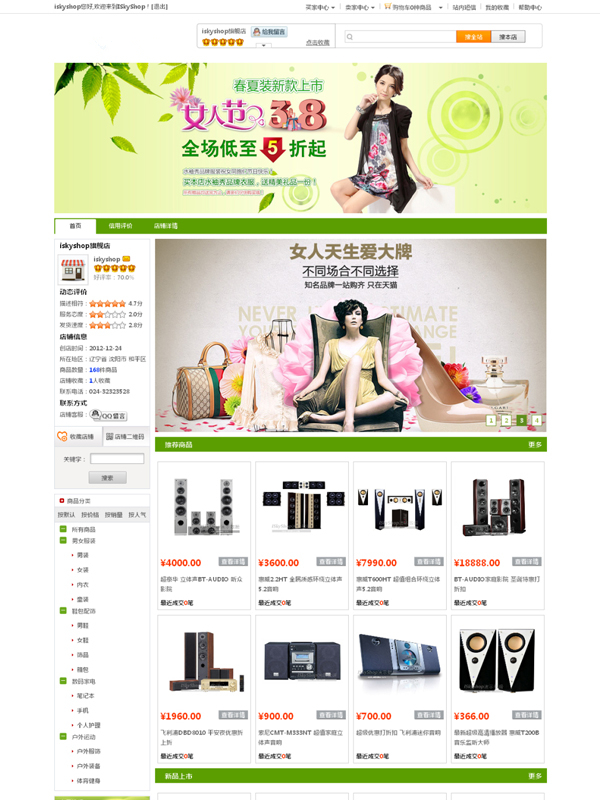 iskyshop您好,欢迎来到iSkyShop！[退出]
买家中心
卖家中心
购物车0件商品
站内短信
我的收藏
帮助中心
iskyshop旗舰店
给我留言
点击收藏
搜全站
搜本店
春夏装新款上市
女人节 3.8
全场低至 5 折起
买本店水袖秀品牌衣服，送精美礼品一份！
首页
信用评价
店铺详情
iskyshop旗舰店
iskyshop
好评率：70.0%
动态评价
描述相符：
4.7分
服务态度：
2.0分
发货速度：
2.8分
店铺信息
创店时间：2012-12-24
所在地区：辽宁省 沈阳市 和平区
商品数量：168件商品
店铺收藏：1人收藏
联系电话：024-52323528
联系方式
店铺客服：
QQ留言
收藏店铺
店铺二维码
关键字：
搜索
商品分类
按默认
按价格
按销量
按人气
所有商品
男女服装
男装
女装
内衣
童装
鞋包配饰
男鞋
女鞋
饰品
箱包
数码家电
笔记本
手机
个人护理
户外运动
户外服饰
户外装备
体育健身
女人天生爱大牌
不同场合不同选择
知名品牌一站购齐 只在天猫
1
2
3
4
推荐商品
更多
¥4000.00
查看详情
¥3600.00
查看详情
¥7990.00
查看详情
¥18888.00
查看详情
超奇华 立体声BT-AUDIO 新众
影院
惠威2.2HT 金韩质感环绕立体声
5.2音响
惠威T600HT 超值组合环绕立体
声5.2音响
BT-AUDIO家庭影院 圣诞特惠打
折扣
最近成交0笔
最近成交0笔
最近成交0笔
最近成交0笔
¥1960.00
查看详情
¥900.00
查看详情
¥700.00
查看详情
¥366.00
查看详情
飞利浦DBD8010 平安夜优惠折
上折
索尼CMT-M333NT 超值家庭立
体声音响
超级优惠打折扣 飞利浦迷你音响
最新超级高清播放器 惠威T200B
音乐监听大师
最近成交0笔
最近成交0笔
最近成交0笔
最近成交0笔
新品上市
更多